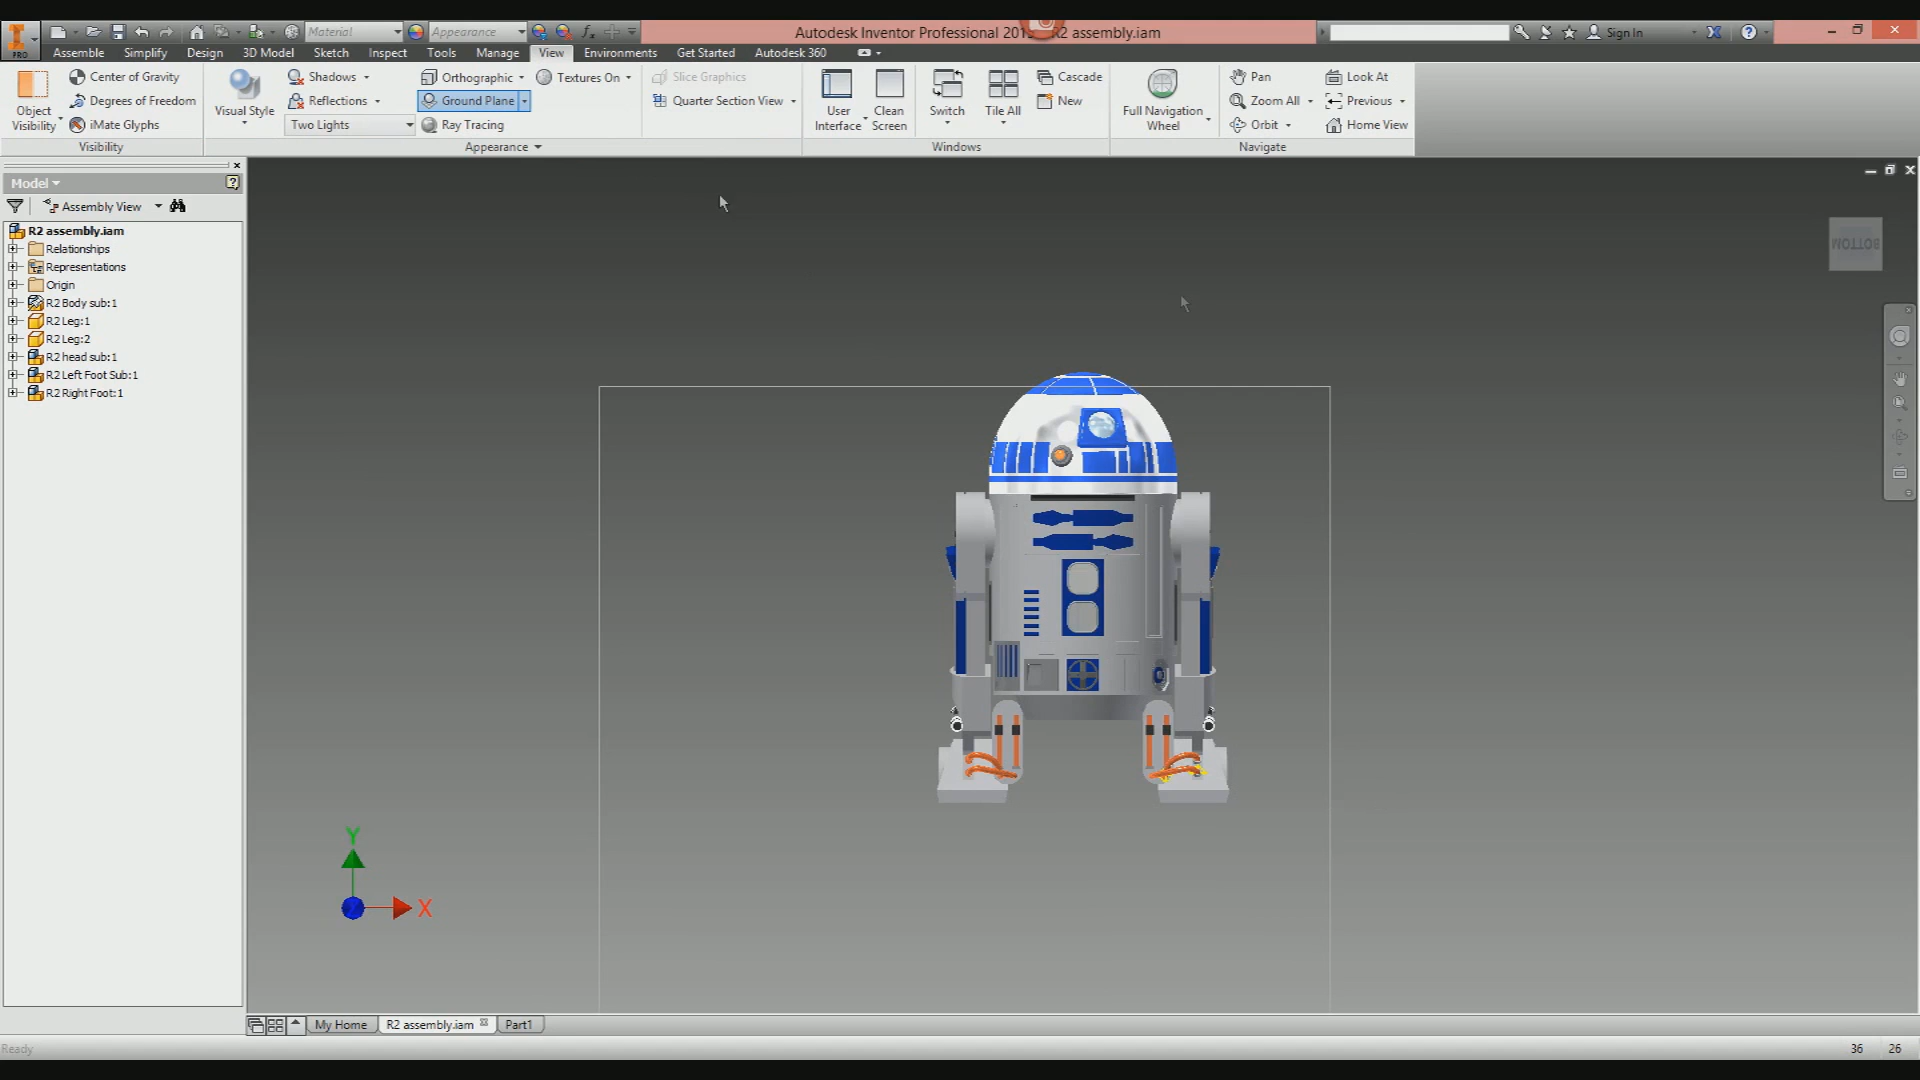 Material
Appearance
Autodesk Inventor Professional 201
R2 assembly.iam
Sign In
PRO
Assemble
Simplify
Design
3D Model
Sketch
Inspect
Tools
Manage
View
Environments
Get Started
Autodesk 360
Object
Visibility
Center of Gravity
Degrees of Freedom
iMate Glyphs
Visibility
Visual Style
Shadows
Reflections
Two Lights
Orthographic
Ground Plane
Ray Tracing
Textures On
Appearance
Slice Graphics
Quarter Section View
User
Interface
Clean
Screen
Switch
Tile All
Cascade
New
Windows
Full Navigation
Wheel
Pan
Zoom All
Orbit
Look At
Previous
Home View
Navigate
Model
Assembly View
R2 assembly.iam
Relationships
Representations
Origin
R2 Body sub:1
R2 Leg:1
R2 Leg:2
R2 head sub:1
R2 Left Foot Sub:1
R2 Right Foot:1
BOTTOM
Y
X
My Home
R2 assembly.iam
Part1
Ready
36
26